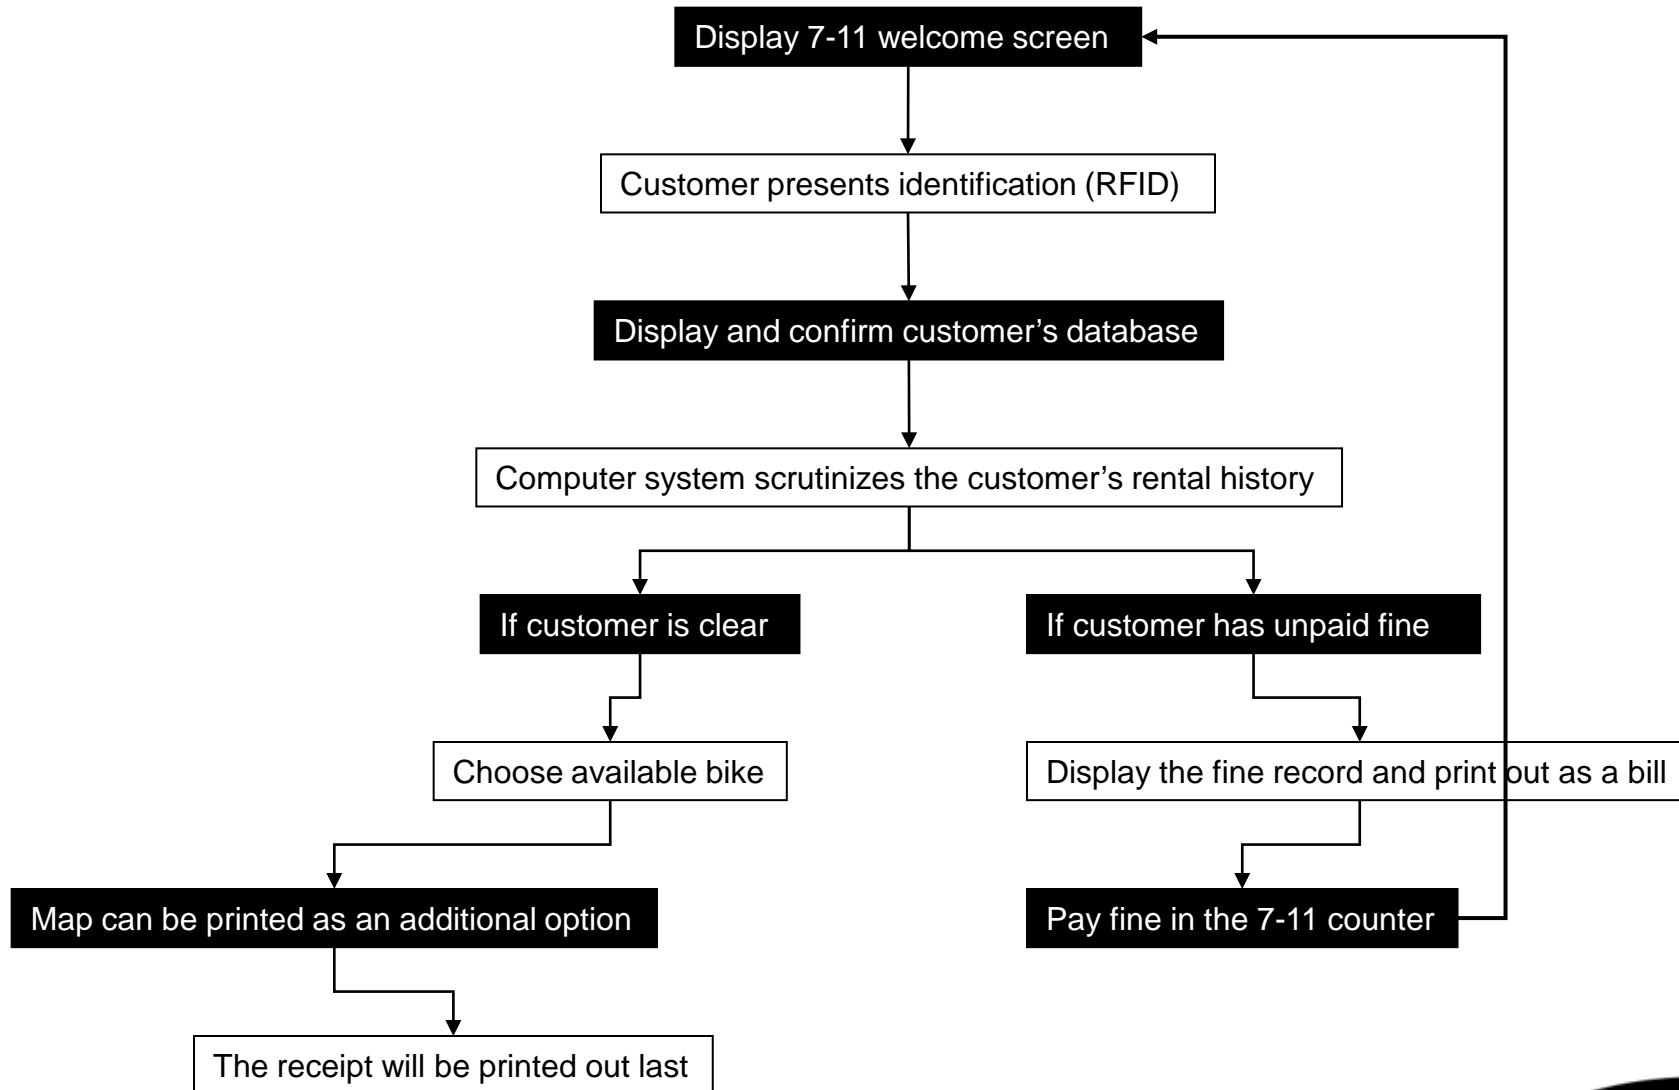 Display 7-11 welcome screen
Customer presents identification (RFID)
Display and confirm customer’s database
Computer system scrutinizes the customer’s rental history
If customer is clear
If customer has unpaid fine
Choose available bike
Display the fine record and print out as a bill
Map can be printed as an additional option
Pay fine in the 7-11 counter
The receipt will be printed out last